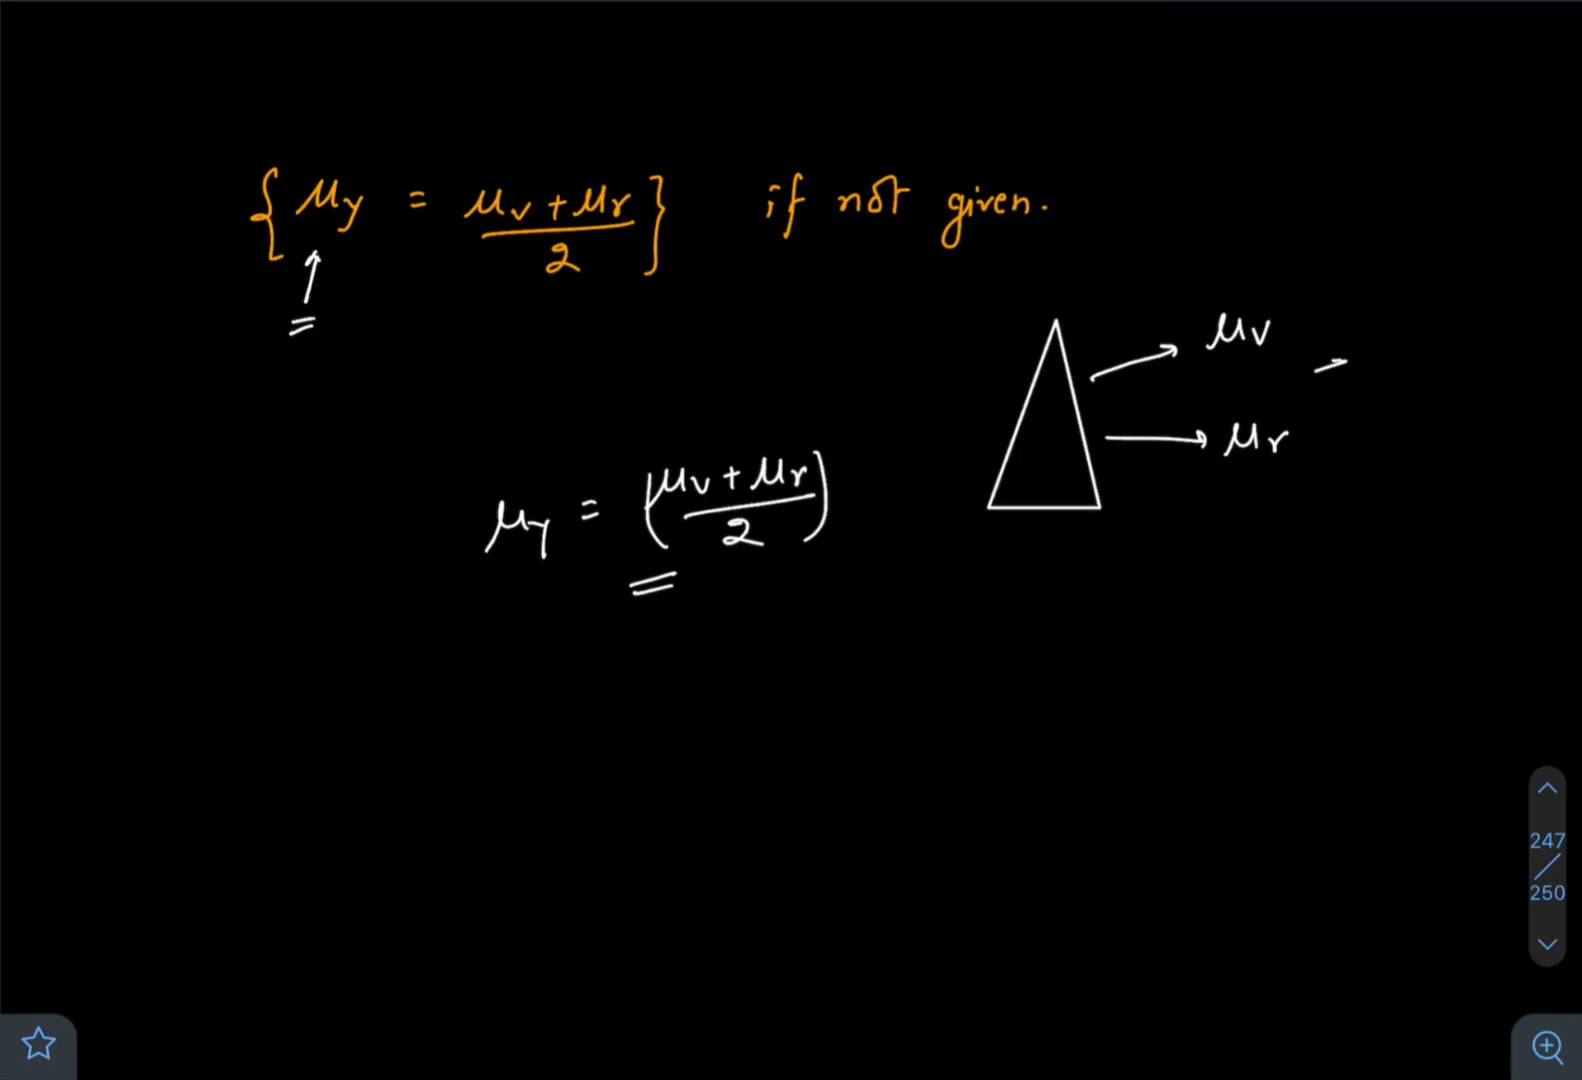 { μy = μv + μr / 2 } if not given.
μv
μr
μy = ( μv + μr / 2 )
247
250